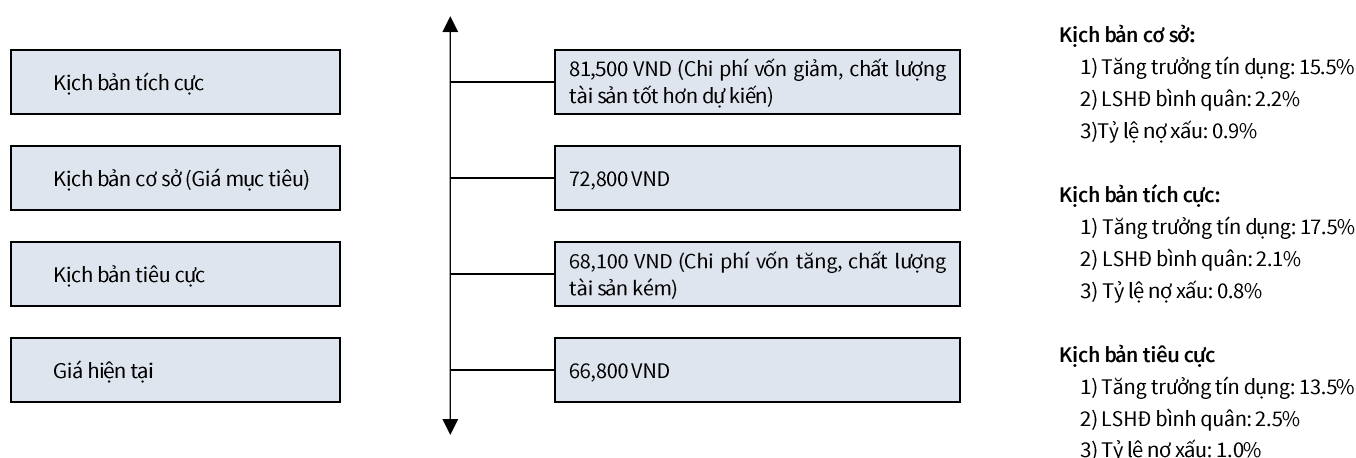 Kịch bản tích cực
81,500 VND (Chi phí vốn giảm, chất lượng
tài sản tốt hơn dự kiến)
Kịch bản cơ sở (Giá mục tiêu)
72,800 VND
Kịch bản tiêu cực
68,100 VND (Chi phí vốn tăng, chất lượng
tài sản kém)
Giá hiện tại
66,800 VND
Kịch bản cơ sở:
1) Tăng trưởng tín dụng: 15.5%
2) LSHĐ bình quân: 2.2%
3)Tỷ lệ nợ xấu: 0.9%
Kịch bản tích cực:
1) Tăng trưởng tín dụng: 17.5%
2) LSHĐ bình quân: 2.1%
3) Tỷ lệ nợ xấu: 0.8%
Kịch bản tiêu cực
1) Tăng trưởng tín dụng: 13.5%
2) LSHĐ bình quân: 2.5%
3) Tỷ lệ nợ xấu: 1.0%